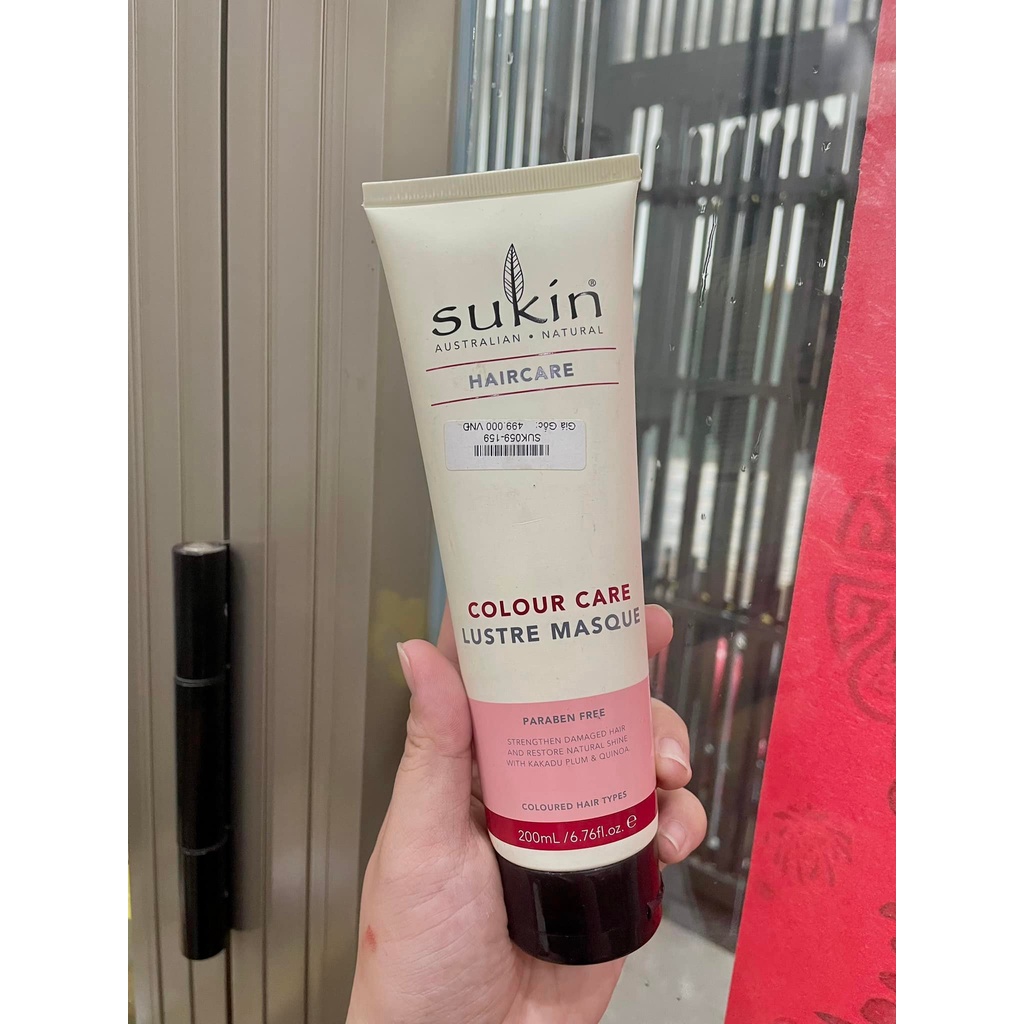 sukin®
AUSTRALIAN • NATURAL
HAIRCARE
Giá Gốc: 499.000 VNĐ
SUK059-159
COLOUR CARE
LUSTRE MASQUE
PARABEN FREE
STRENGTHEN DAMAGED HAIR
AND RESTORE NATURAL SHINE
WITH KAKADU PLUM & QUINOA
COLOURED HAIR TYPES
200mL /6.76fl.oz. ℮